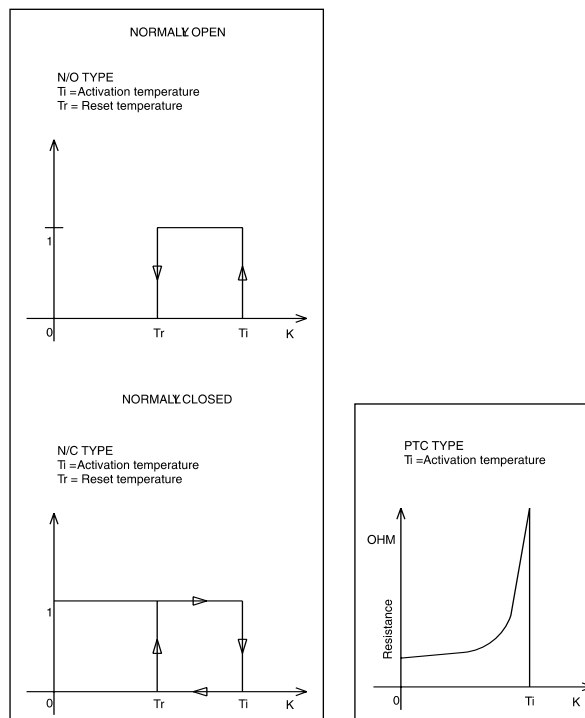 NORMALLY OPEN
N/O TYPE
Ti =Activation temperature
Tr = Reset temperature
1
0 Tr Ti K
NORMALLY CLOSED
N/C TYPE
Ti =Activation temperature
Tr = Reset temperature
1
0 Tr Ti K
PTC TYPE
Ti =Activation temperature
OHM
Resistance
0 Ti K